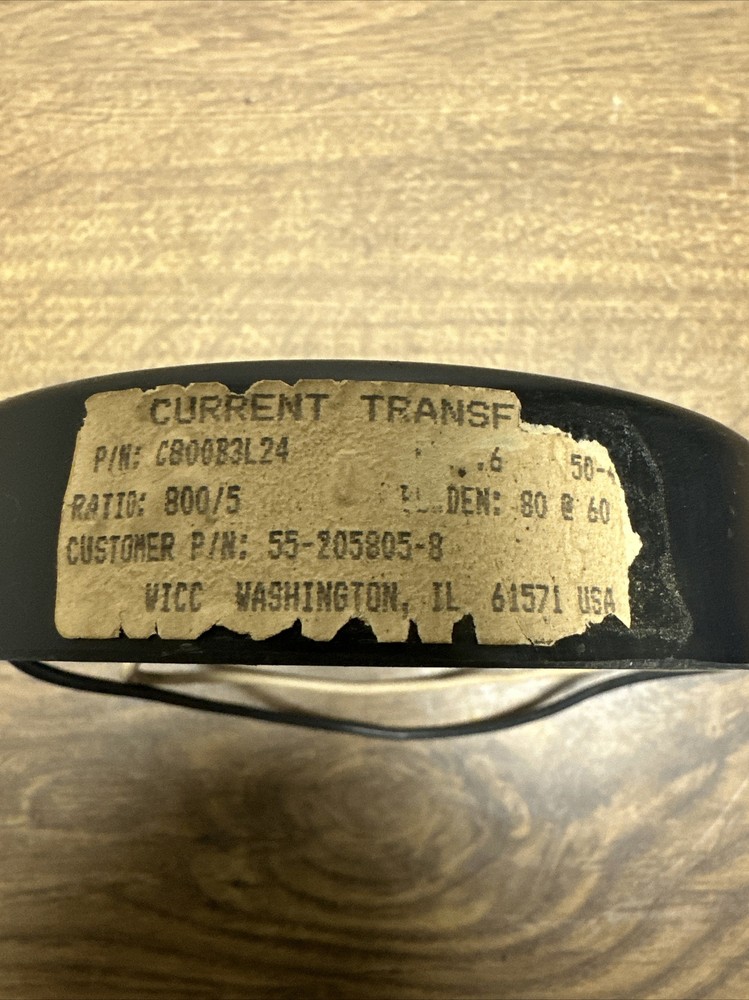 CURRENT TRANSF
P/N: C800B3L24 .6 50-4
RATIO: 800/5 DEN: 80 @ 60
CUSTOMER P/N: 55-205805-8
WICC WASHINGTON, IL 61571 USA